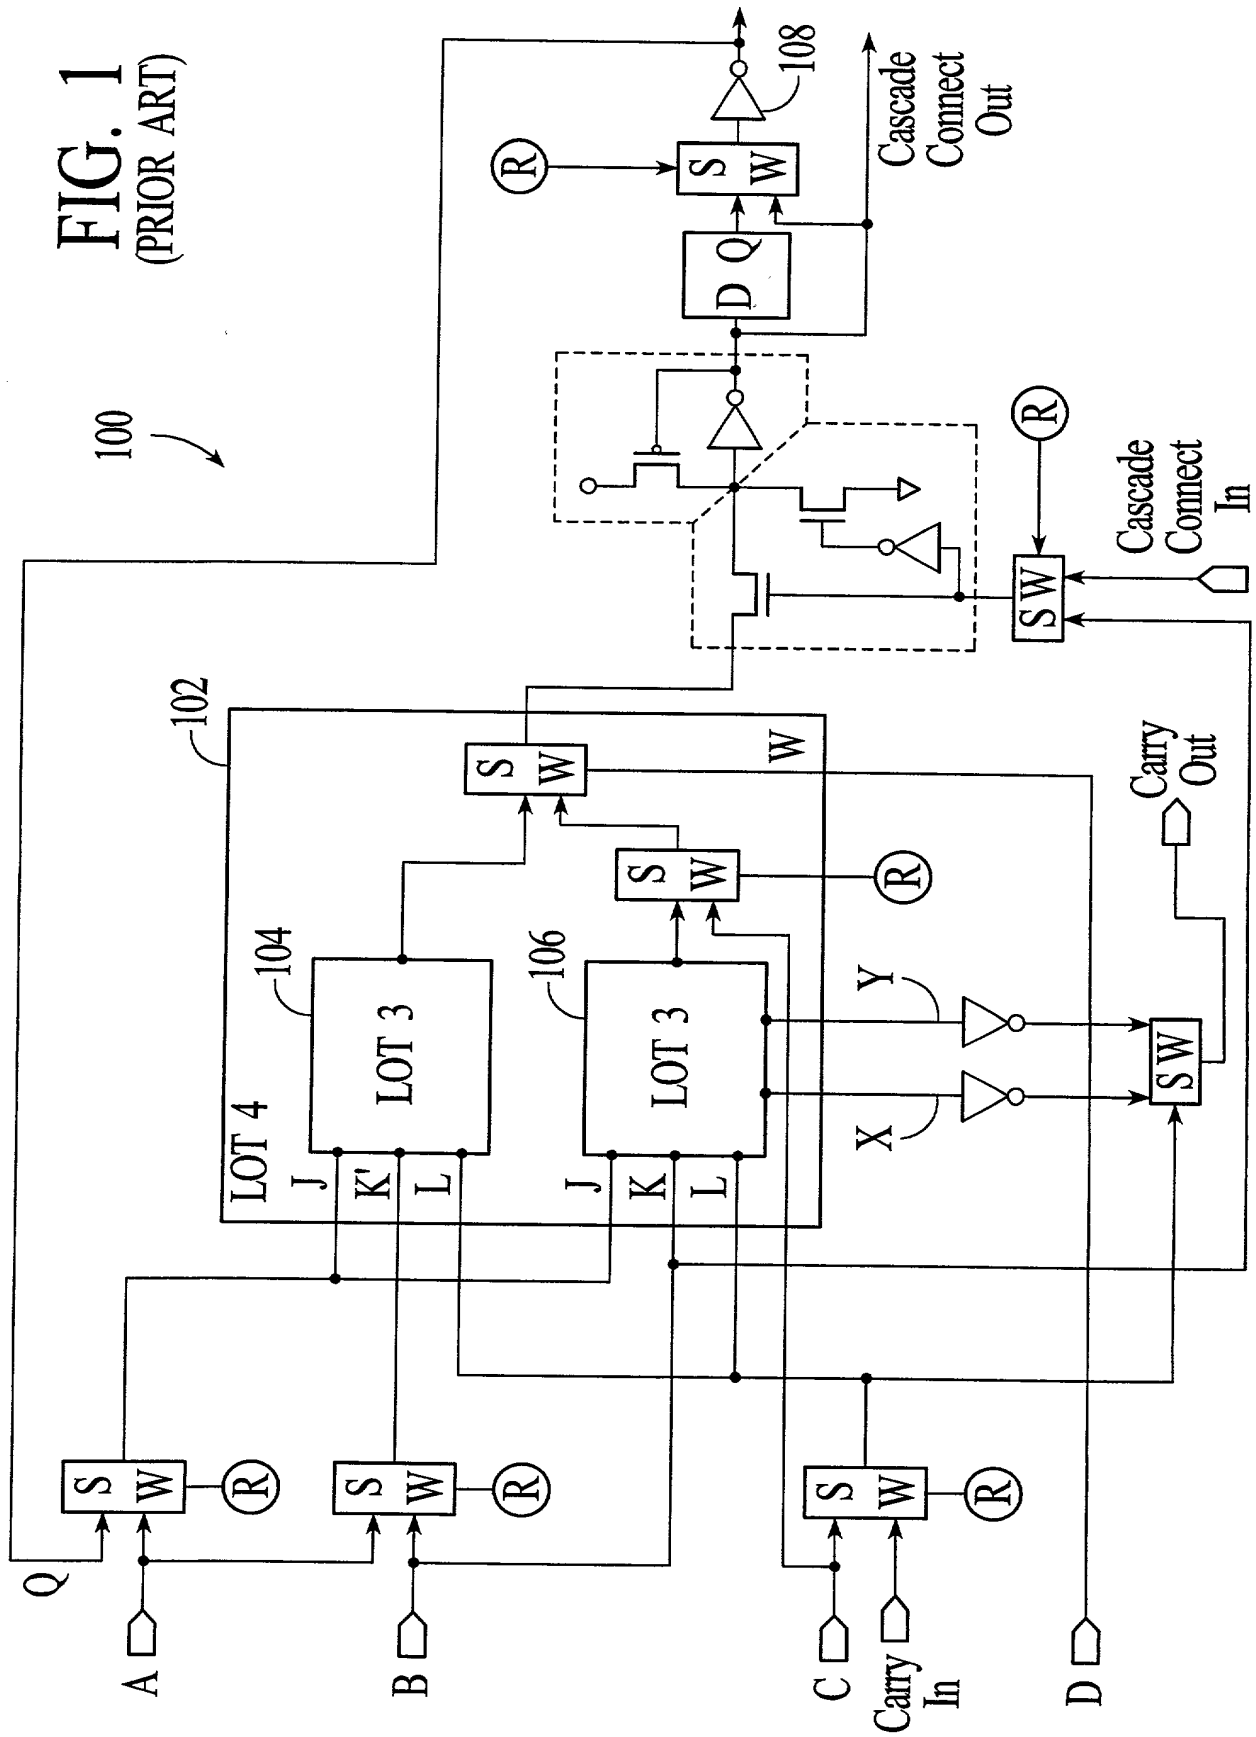 FIG. 1
(PRIOR ART)
100
Q
A
B
C
Carry
In
D
S
W
R
S
W
R
S
W
R
102
LOT 4
J
K'
L
104
LOT 3
J
K
L
106
LOT 3
X
Y
S
W
R
S
W
W
S W
Carry
Out
S W
R
Cascade
Connect
In
D Q
S
W
R
108
Cascade
Connect
Out